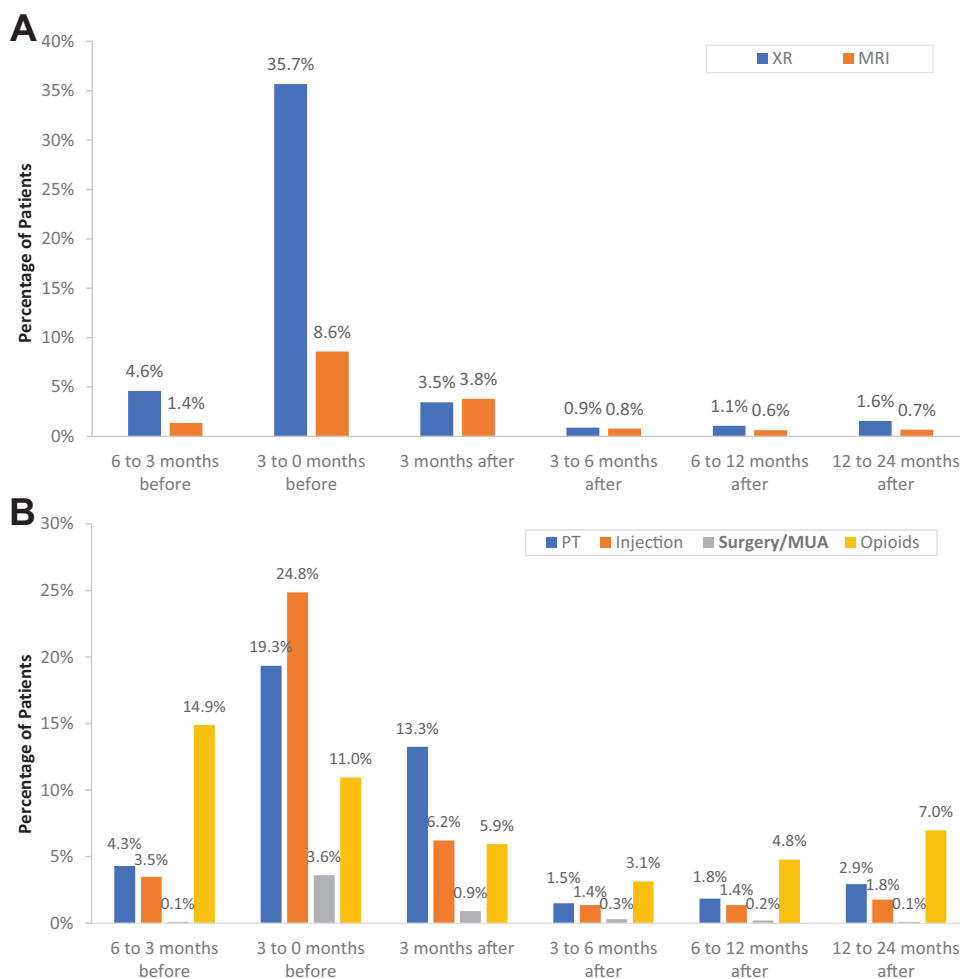 A
40%
35%
30%
25%
20%
15%
10%
5%
0%
Percentage of Patients
XR MRI
4.6%
1.4%
35.7%
8.6%
3.5%
3.8%
0.9%
0.8%
1.1%
0.6%
1.6%
0.7%
6 to 3 months
before
3 to 0 months
before
3 months after
3 to 6 months
after
6 to 12 months
after
12 to 24 months
after
B
30%
25%
20%
15%
10%
5%
0%
Percentage of Patients
PT Injection Surgery/MUA Opioids
4.3%
3.5%
0.1%
14.9%
19.3%
24.8%
3.6%
11.0%
13.3%
6.2%
0.9%
5.9%
1.5%
1.4%
0.3%
3.1%
1.8%
1.4%
0.2%
4.8%
2.9%
1.8%
0.1%
7.0%
6 to 3 months
before
3 to 0 months
before
3 months after
3 to 6 months
after
6 to 12 months
after
12 to 24 months
after